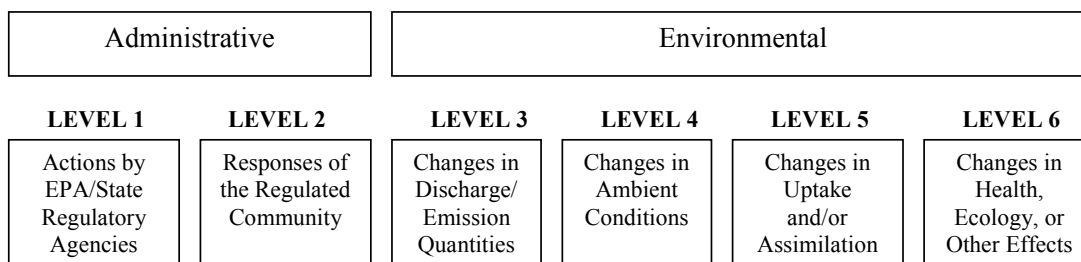 Administrative
Environmental
LEVEL 1
LEVEL 2
LEVEL 3
LEVEL 4
LEVEL 5
LEVEL 6
Actions by
EPA/State
Regulatory
Agencies
Responses of
the Regulated
Community
Changes in
Discharge/
Emission
Quantities
Changes in
Ambient
Conditions
Changes in
Uptake
and/or
Assimilation
Changes in
Health,
Ecology, or
Other Effects